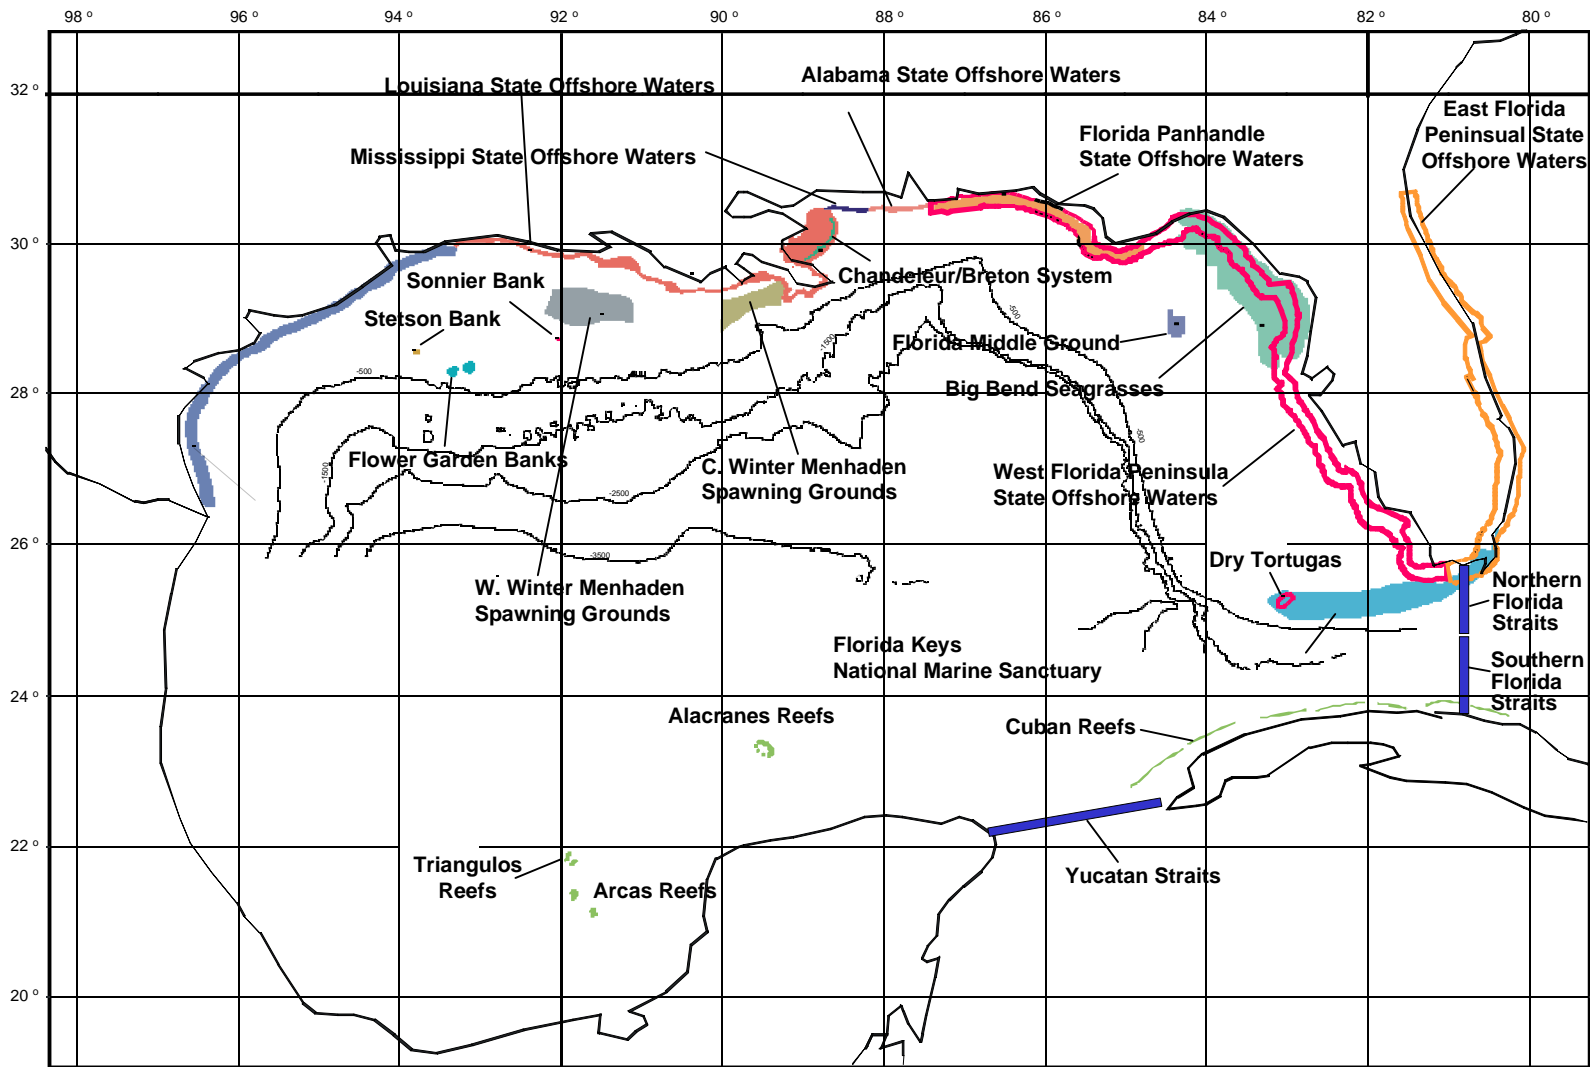 98 º 96 º 94 º 92 º 90 º 88 º 86 º 84 º 82 º 80 º
32 º
30 º
28 º
26 º
24 º
22 º
20 º
Louisiana State Offshore Waters
Alabama State Offshore Waters
Mississippi State Offshore Waters
Florida Panhandle
State Offshore Waters
East Florida
Peninsual State
Offshore Waters
Sonnier Bank
Stetson Bank
Chandeleur/Breton System
Florida Middle Ground
Big Bend Seagrasses
Flower Garden Banks
C. Winter Menhaden
Spawning Grounds
West Florida Peninsula
State Offshore Waters
W. Winter Menhaden
Spawning Grounds
Dry Tortugas
Northern
Florida
Straits
Florida Keys
National Marine Sanctuary
Southern
Florida
Straits
Alacranes Reefs
Cuban Reefs
Triangulos
Reefs
Arcas Reefs
Yucatan Straits
-500
-1500
-2500
-3500
-500
-1500
-500